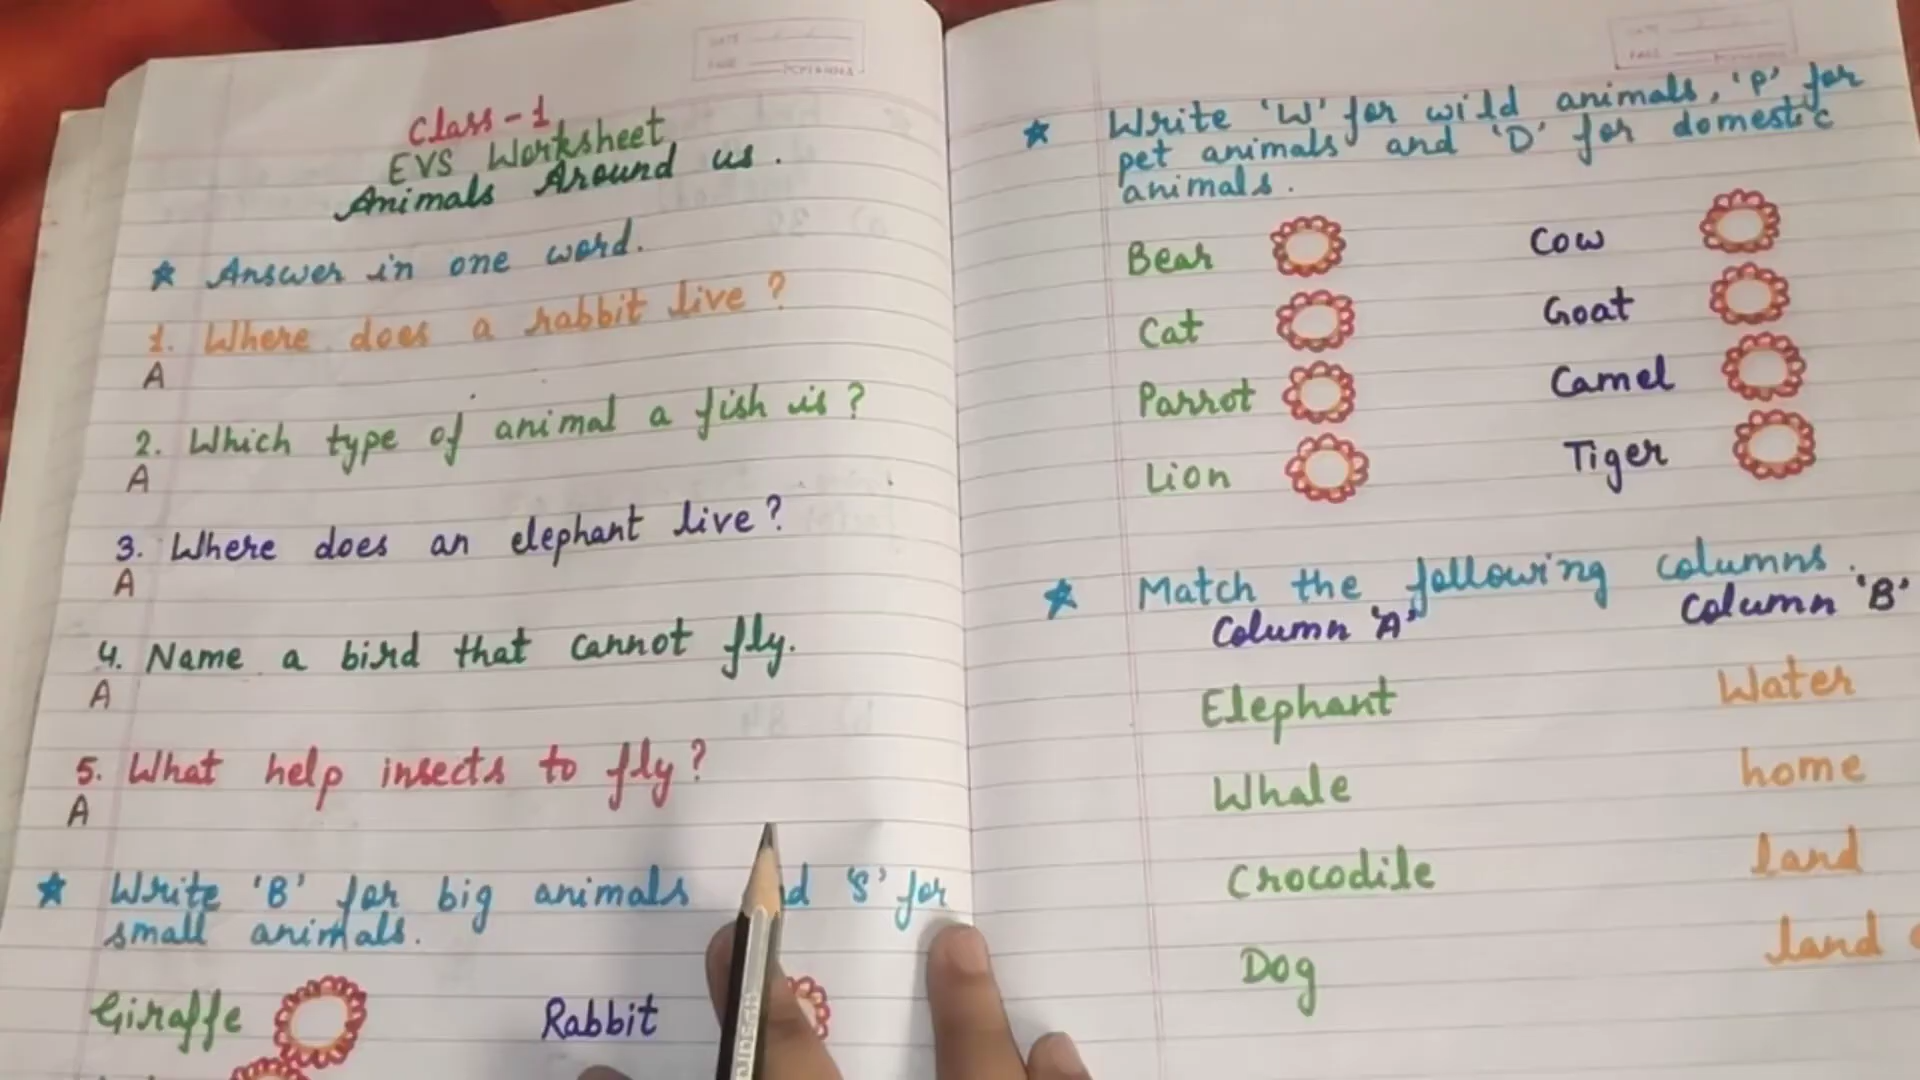 DATE
PAGE
Class-1
EVS Worksheet
Animals Around us.
★ Answer in one word.
1. Where does a rabbit live?
A
2. Which type of animal a fish is?
A
3. Where does an elephant live?
A
4. Name a bird that cannot fly.
A
5. What help insects to fly?
A
★ Write 'B' for big animals 'S' for
small animals.
Giraffe Rabbit
DATE
PAGE
★ Write 'W' for wild animals, 'P' for
pet animals and 'D' for domestic
animals.
Bear Cow
Cat Goat
Parrot Camel
Lion Tiger
★ Match the following columns.
Column 'A' Column 'B'
Elephant Water
Whale home
Crocodile land
Dog land